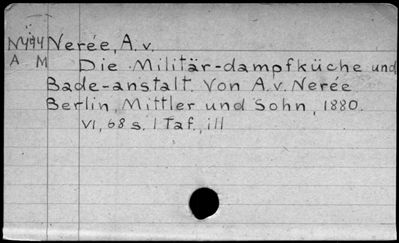 N494 Nerée, A. v.
A M Die Militär-dampfküche und
Bade-anstalt. Von A. v. Nerée
Berlin, Mittler und Sohn, 1880.
VI, 68 s. 1 Taf., ill